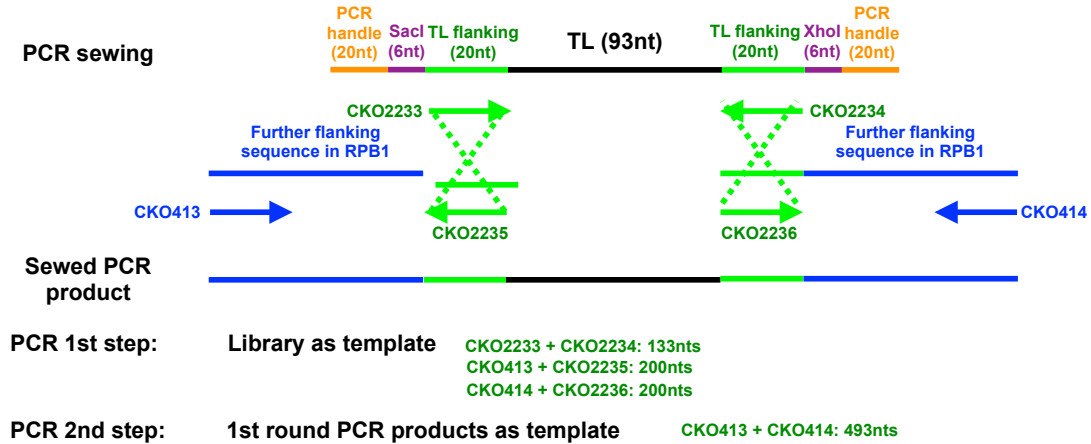 PCR handle (20nt)
SacI (6nt)
TL flanking (20nt)
TL (93nt)
TL flanking (20nt)
XhoI (6nt)
PCR handle (20nt)
PCR sewing
CKO2233
CKO2234
Further flanking
sequence in RPB1
Further flanking
sequence in RPB1
CKO413
CKO2235
CKO2236
CKO414
Sewed PCR
product
PCR 1st step:
Library as template
CKO2233 + CKO2234: 133nts
CKO413 + CKO2235: 200nts
CKO414 + CKO2236: 200nts
PCR 2nd step:
1st round PCR products as template
CKO413 + CKO414: 493nts